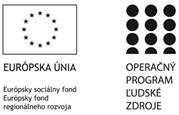 EURÓPSKA ÚNIA
Európsky sociálny fond
Európsky fond
regionálneho rozvoja
OPERAČNÝ
PROGRAM
ĽUDSKÉ
ZDROJE